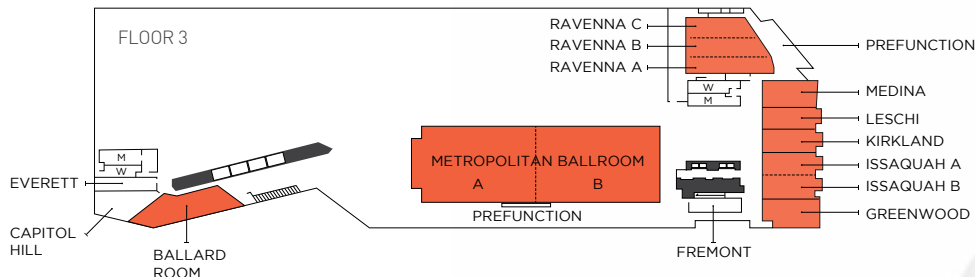 FLOOR 3
RAVENNA C
RAVENNA B
RAVENNA A
PREFUNCTION
W
M
MEDINA
LESCHI
KIRKLAND
ISSAQUAH A
ISSAQUAH B
GREENWOOD
METROPOLITAN BALLROOM
A B
PREFUNCTION
FREMONT
M
W
EVERETT
CAPITOL
HILL
BALLARD
ROOM